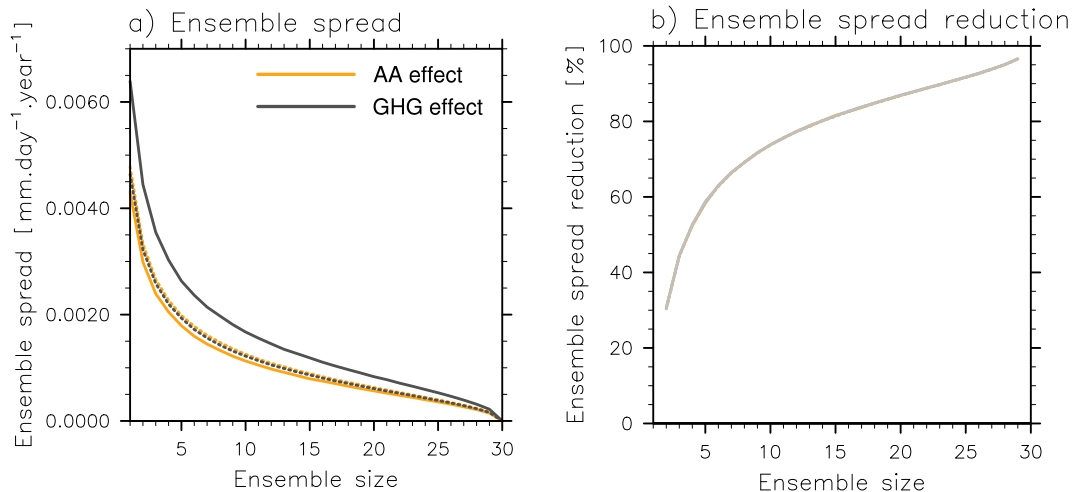 a) Ensemble spread
Ensemble spread [mm.day⁻¹.year⁻¹]
0.0060
0.0040
0.0020
0.0000
AA effect
GHG effect
5 10 15 20 25 30
Ensemble size
b) Ensemble spread reduction
Ensemble spread reduction [%]
100
80
60
40
20
0
5 10 15 20 25 30
Ensemble size